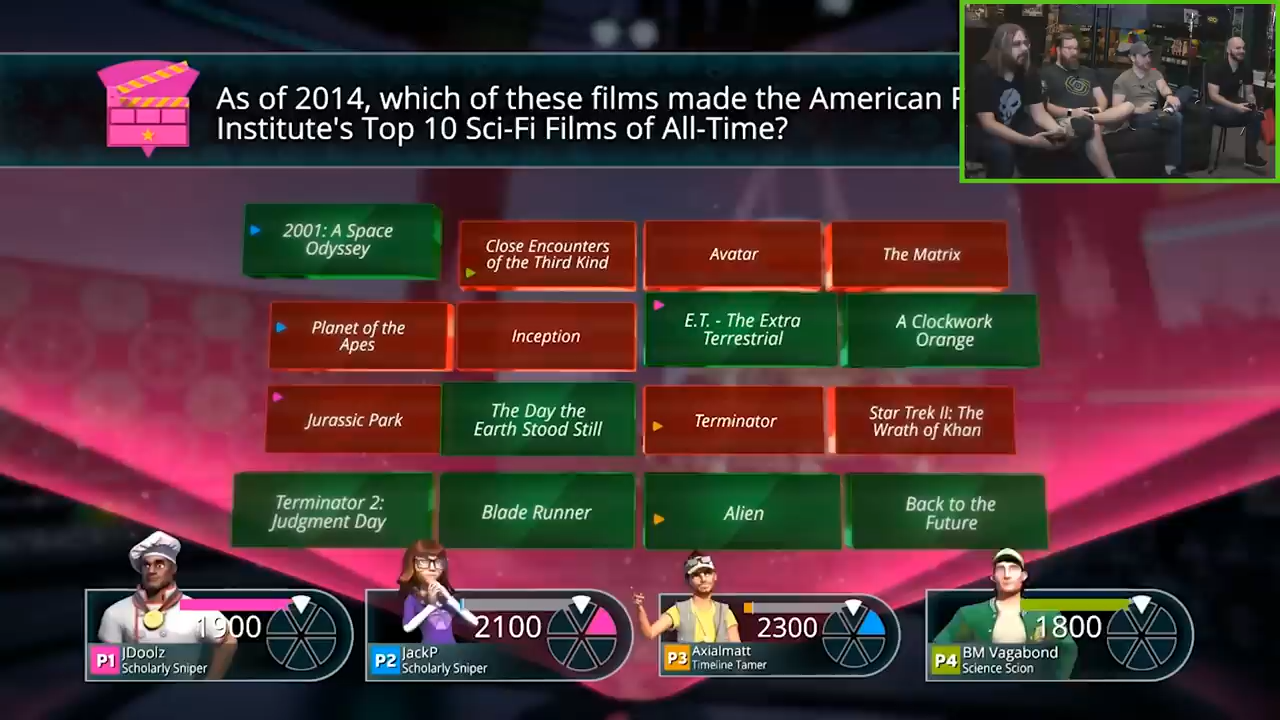 As of 2014, which of these films made the American
Institute's Top 10 Sci-Fi Films of All-Time?
2001: A Space
Odyssey
Close Encounters
of the Third Kind
Avatar
The Matrix
Planet of the
Apes
Inception
E.T. - The Extra
Terrestrial
A Clockwork
Orange
Jurassic Park
The Day the
Earth Stood Still
Terminator
Star Trek II: The
Wrath of Khan
Terminator 2:
Judgment Day
Blade Runner
Alien
Back to the
Future
1900
P1 JDoolz
Scholarly Sniper
2100
P2 JackP
Scholarly Sniper
2300
P3 Axialmatt
Timeline Tamer
1800
P4 BM Vagabond
Science Scion